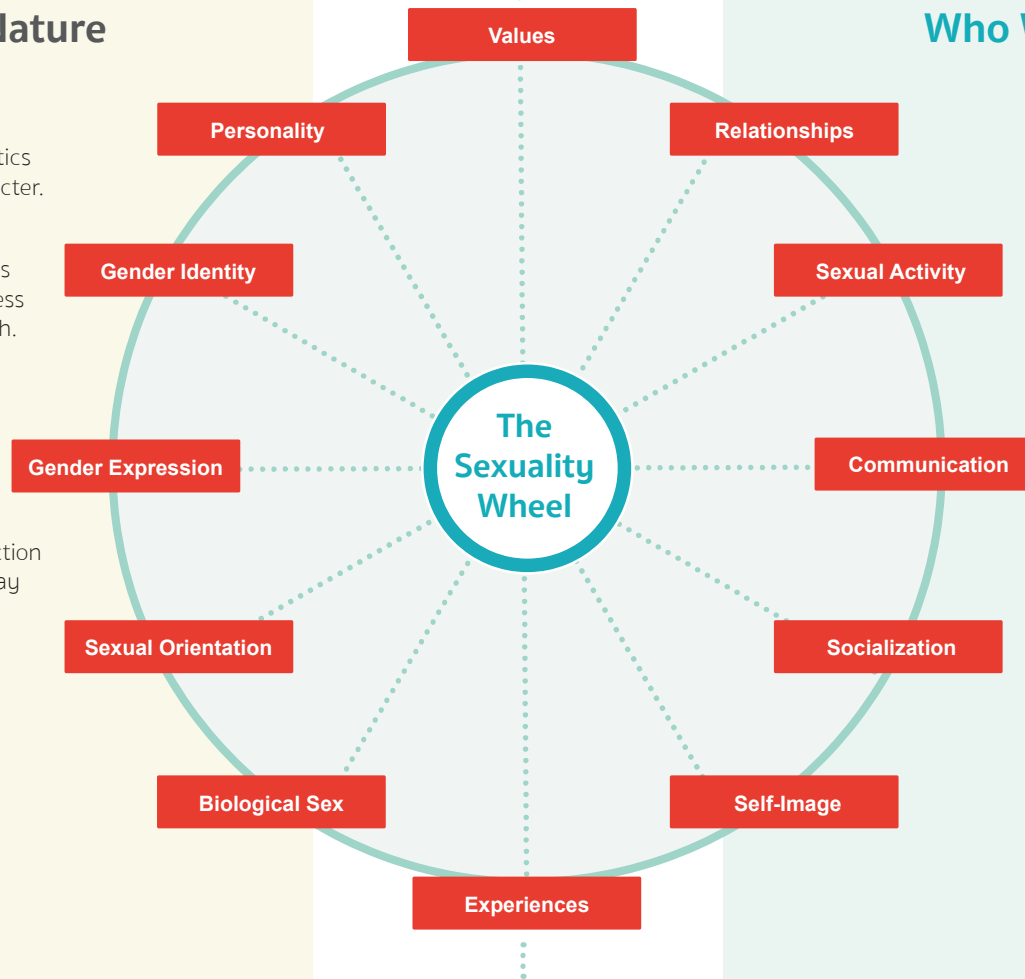 Values
Who
Personality
Relationships
Gender Identity
Sexual Activity
The
Sexuality
Wheel
Gender Expression
Communication
Sexual Orientation
Socialization
Biological Sex
Self-Image
Experiences